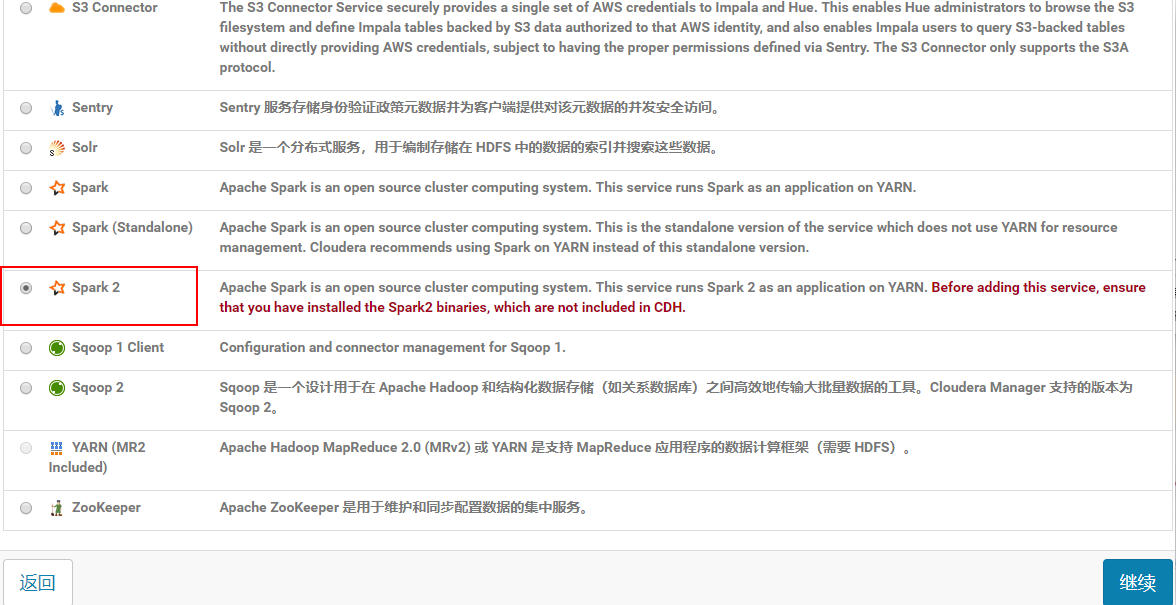 S3 Connector
The S3 Connector Service securely provides a single set of AWS credentials to Impala and Hue. This enables Hue administrators to browse the S3
filesystem and define Impala tables backed by S3 data authorized to that AWS identity, and also enables Impala users to query S3-backed tables
without directly providing AWS credentials, subject to having the proper permissions defined via Sentry. The S3 Connector only supports the S3A
protocol.
Sentry
Sentry 服务存储身份验证政策元数据并为客户端提供对该元数据的并发安全访问。
Solr
Solr 是一个分布式服务，用于编制存储在 HDFS 中的数据的索引并搜索这些数据。
Spark
Apache Spark is an open source cluster computing system. This service runs Spark as an application on YARN.
Spark (Standalone)
Apache Spark is an open source cluster computing system. This is the standalone version of the service which does not use YARN for resource
management. Cloudera recommends using Spark on YARN instead of this standalone version.
Spark 2
Apache Spark is an open source cluster computing system. This service runs Spark 2 as an application on YARN. Before adding this service, ensure
that you have installed the Spark2 binaries, which are not included in CDH.
Sqoop 1 Client
Configuration and connector management for Sqoop 1.
Sqoop 2
Sqoop 是一个设计用于在 Apache Hadoop 和结构化数据存储（如关系数据库）之间高效地传输大批量数据的工具。Cloudera Manager 支持的版本为
Sqoop 2。
YARN (MR2
Included)
Apache Hadoop MapReduce 2.0 (MRv2) 或 YARN 是支持 MapReduce 应用程序的数据计算框架（需要 HDFS）。
ZooKeeper
Apache ZooKeeper 是用于维护和同步配置数据的集中服务。
返回
继续